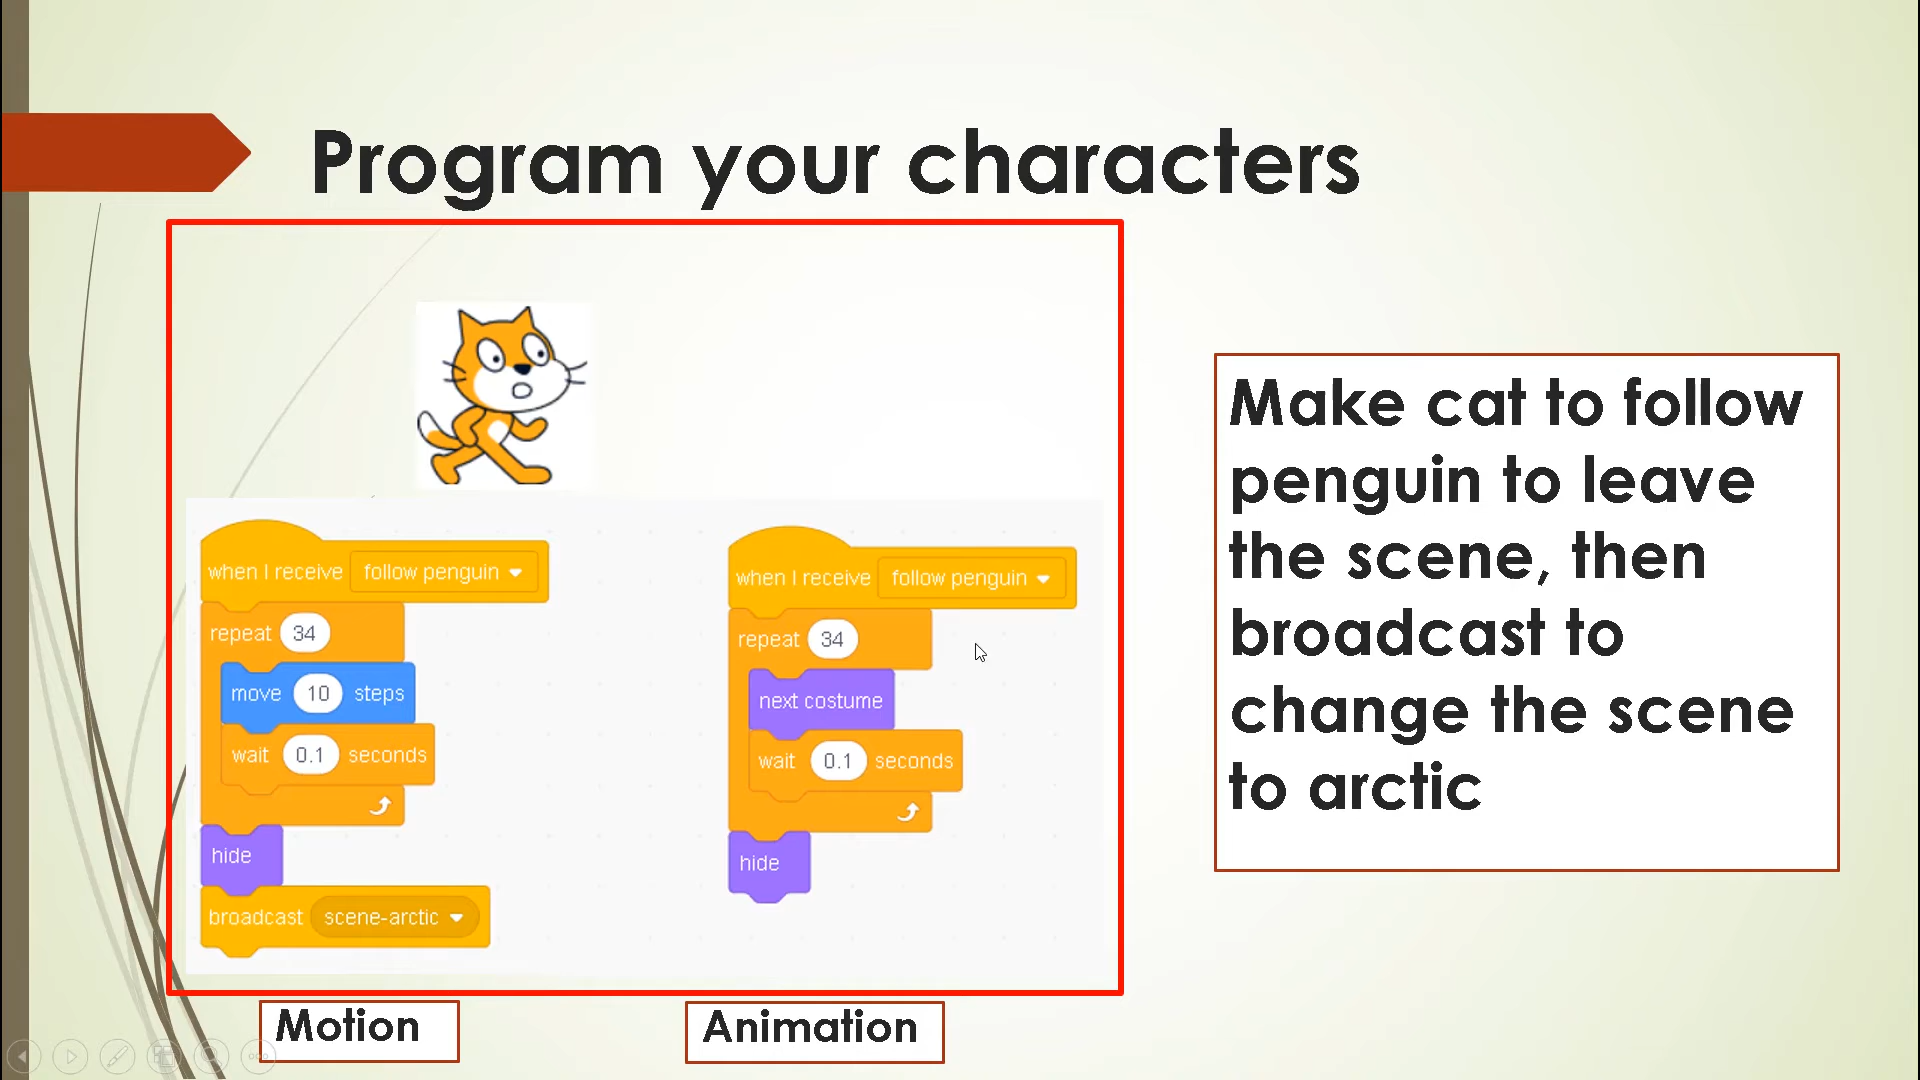 Program your characters
when I receive follow penguin
repeat 34
move 10 steps
wait 0.1 seconds
hide
broadcast scene-arctic
when I receive follow penguin
repeat 34
next costume
wait 0.1 seconds
hide
Motion
Animation
Make cat to follow
penguin to leave
the scene, then
broadcast to
change the scene
to arctic